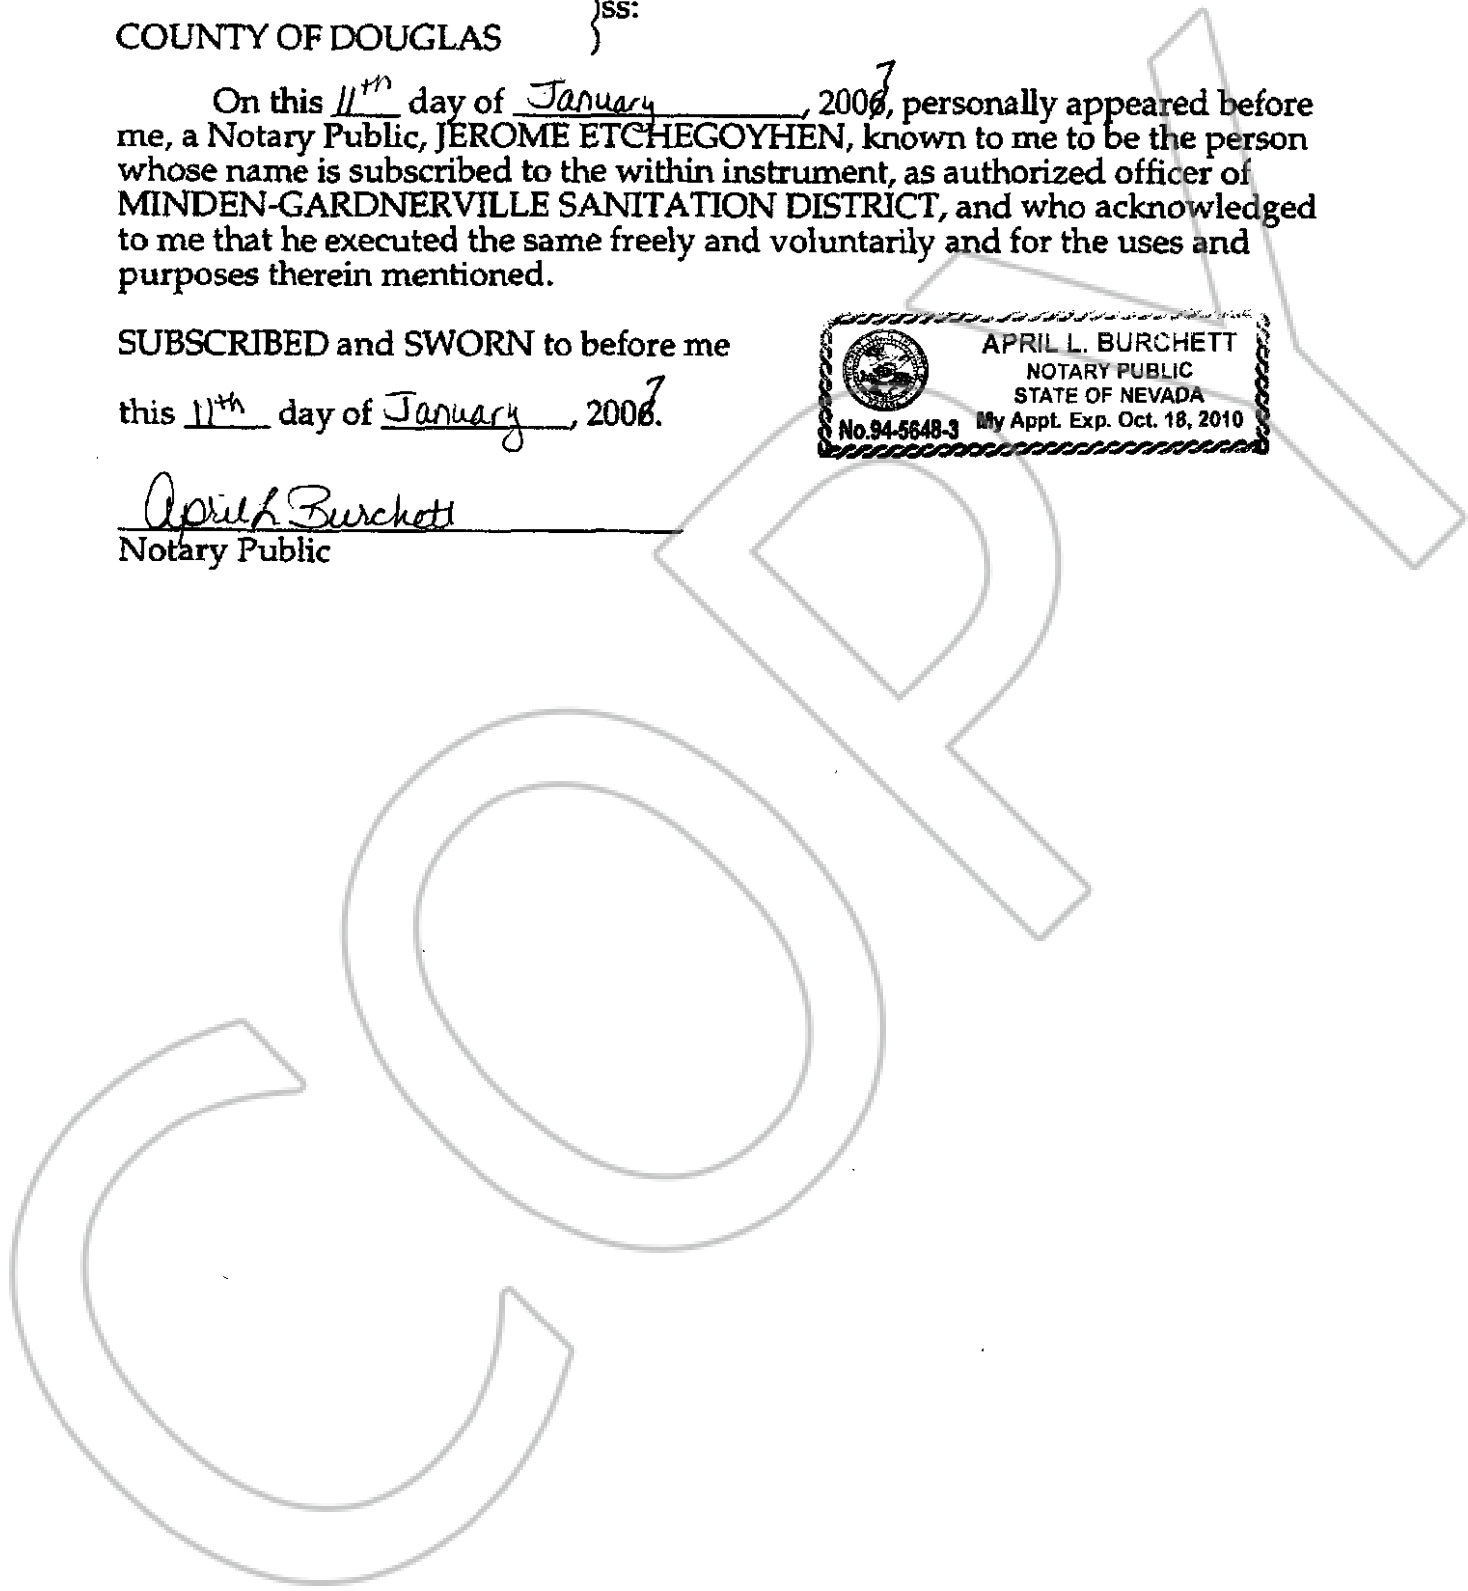 }ss:
COUNTY OF DOUGLAS }
On this 11th day of January, 2007, personally appeared before
me, a Notary Public, JEROME ETCHEGOYHEN, known to me to be the person
whose name is subscribed to the within instrument, as authorized officer of
MINDEN-GARDNERVILLE SANITATION DISTRICT, and who acknowledged
to me that he executed the same freely and voluntarily and for the uses and
purposes therein mentioned.
SUBSCRIBED and SWORN to before me
this 11th day of January, 2007.
April L Burchett
Notary Public
APRIL L. BURCHETT
NOTARY PUBLIC
STATE OF NEVADA
No.94-5648-3 My Appt. Exp. Oct. 18, 2010
COPY